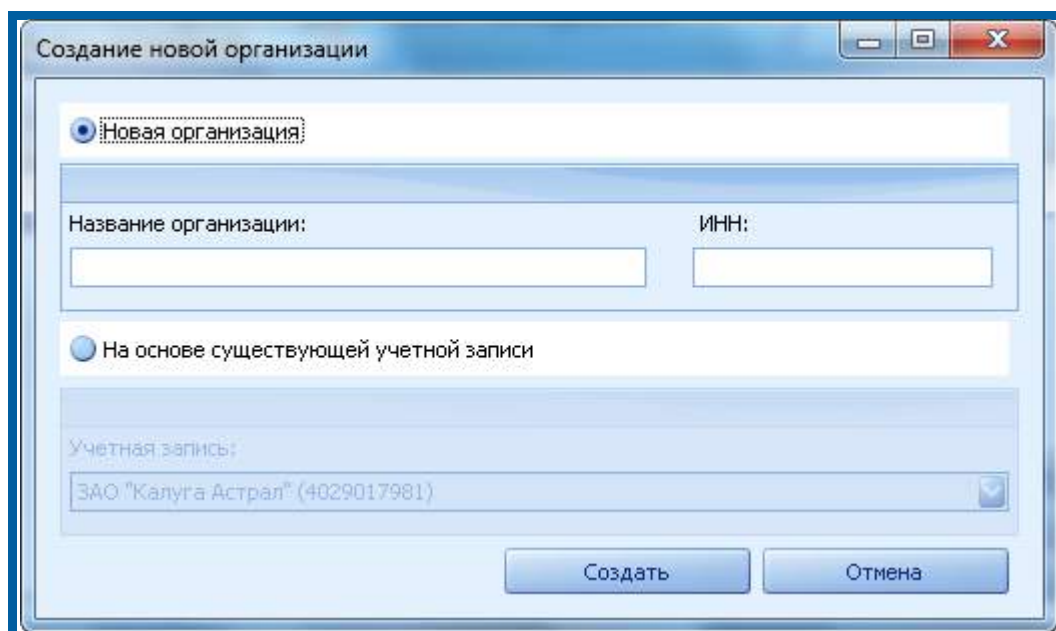 Создание новой организации
Новая организация
Название организации: ИНН:
На основе существующей учетной записи
Учетная запись:
ЗАО "Калуга Астрал" (4029017981)
Создать Отмена